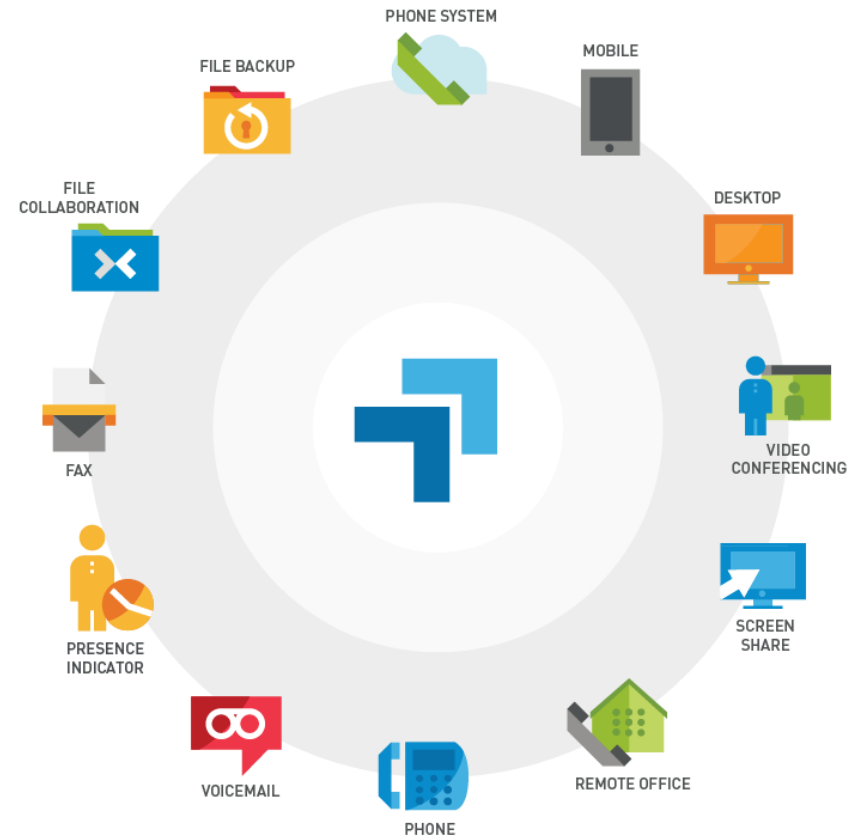 PHONE SYSTEM
MOBILE
FILE BACKUP
FILE
COLLABORATION
DESKTOP
VIDEO
CONFERENCING
FAX
SCREEN
SHARE
PRESENCE
INDICATOR
REMOTE OFFICE
VOICEMAIL
PHONE